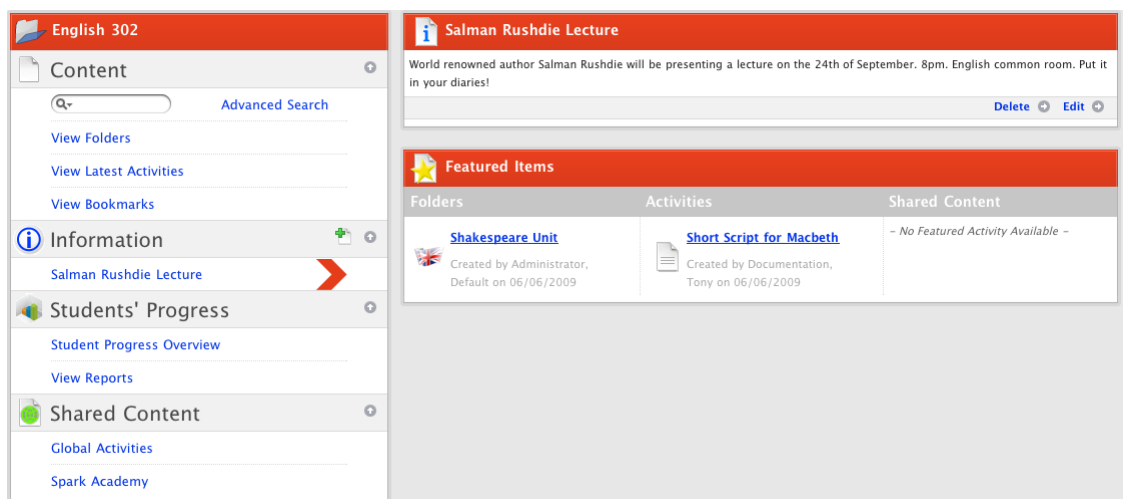 English 302
Content
Advanced Search
View Folders
View Latest Activities
View Bookmarks
Information
Salman Rushdie Lecture
Students' Progress
Student Progress Overview
View Reports
Shared Content
Global Activities
Spark Academy
Salman Rushdie Lecture
World renowned author Salman Rushdie will be presenting a lecture on the 24th of September. 8pm. English common room. Put it
in your diaries!
Delete Edit
Featured Items
Folders Activities Shared Content
Shakespeare Unit
Created by Administrator,
Default on 06/06/2009
Short Script for Macbeth
Created by Documentation,
Tony on 06/06/2009
– No Featured Activity Available –